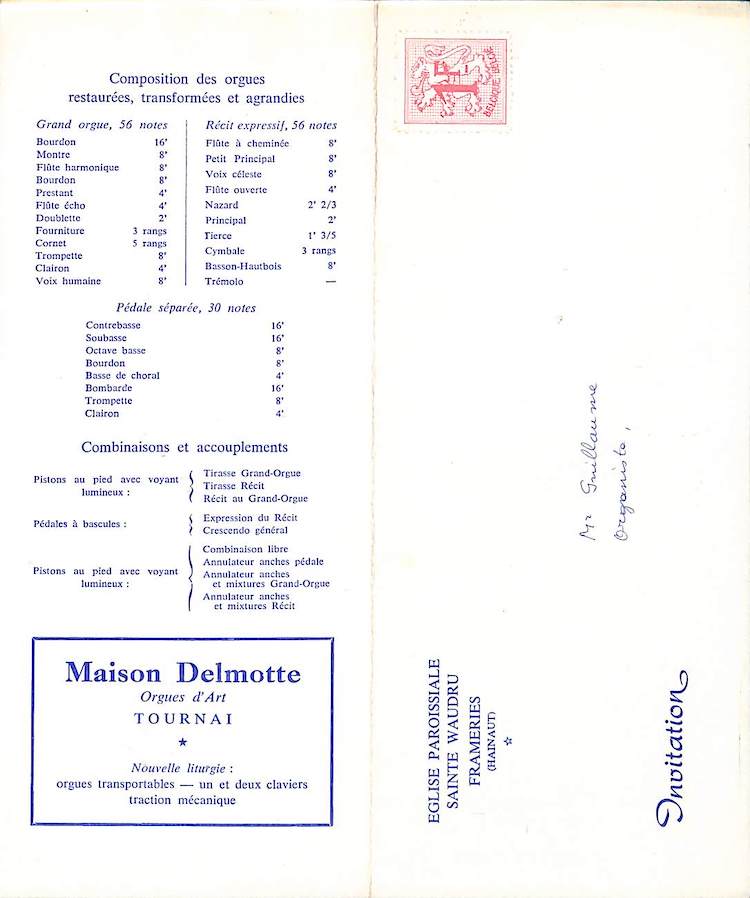 Composition des orgues
restaurées, transformées et agrandies
Grand orgue, 56 notes
Bourdon 16'
Montre 8'
Flûte harmonique 8'
Bourdon 8'
Prestant 4'
Flûte écho 4'
Doublette 2'
Fourniture 3 rangs
Cornet 5 rangs
Trompette 8'
Clairon 4'
Voix humaine 8'
Récit expressif, 56 notes
Flûte à cheminée 8'
Petit Principal 8'
Voix céleste 8'
Flûte ouverte 4'
Nazard 2' 2/3
Principal 2'
Tierce 1' 3/5
Cymbale 3 rangs
Basson-Hautbois 8'
Trémolo —
Pédale séparée, 30 notes
Contrebasse 16'
Soubasse 16'
Octave basse 8'
Bourdon 8'
Basse de choral 4'
Bombarde 16'
Trompette 8'
Clairon 4'
Combinaisons et accouplements
Pistons au pied avec voyant
lumineux :
Tirasse Grand-Orgue
Tirasse Récit
Récit au Grand-Orgue
Pédales à bascules :
Expression du Récit
Crescendo général
Pistons au pied avec voyant
lumineux :
Combinaison libre
Annulateur anches pédale
Annulateur anches
et mixtures Grand-Orgue
Annulateur anches
et mixtures Récit
Maison Delmotte
Orgues d'Art
TOURNAI
Nouvelle liturgie :
orgues transportables — un et deux claviers
traction mécanique
1F
BELGIQUE-BELGIË
Mr Guillaume
Organiste,
EGLISE PAROISSIALE
SAINTE WAUDRU
FRAMERIES
(HAINAUT)
Invitation